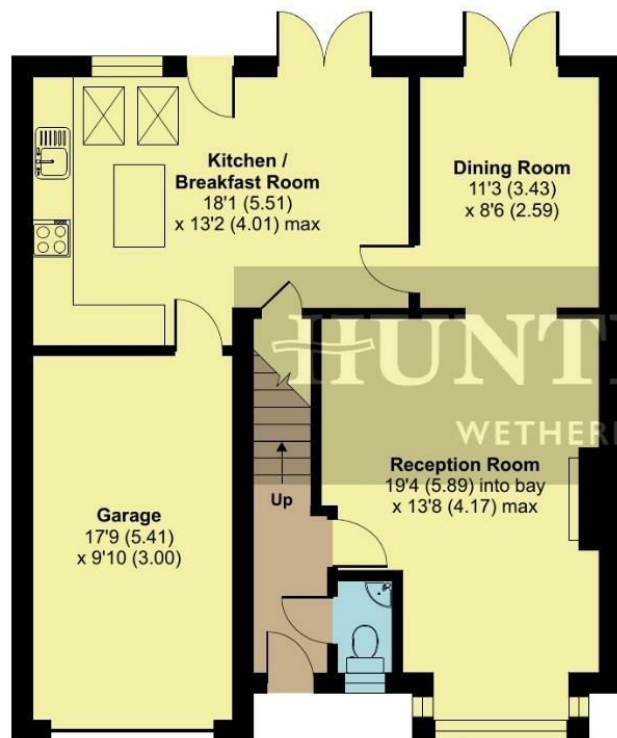 Kitchen /
Breakfast Room
18'1 (5.51)
x 13'2 (4.01) max
Dining Room
11'3 (3.43)
x 8'6 (2.59)
HUNT
WETHER
Reception Room
19'4 (5.89) into bay
x 13'8 (4.17) max
Up
Garage
17'9 (5.41)
x 9'10 (3.00)